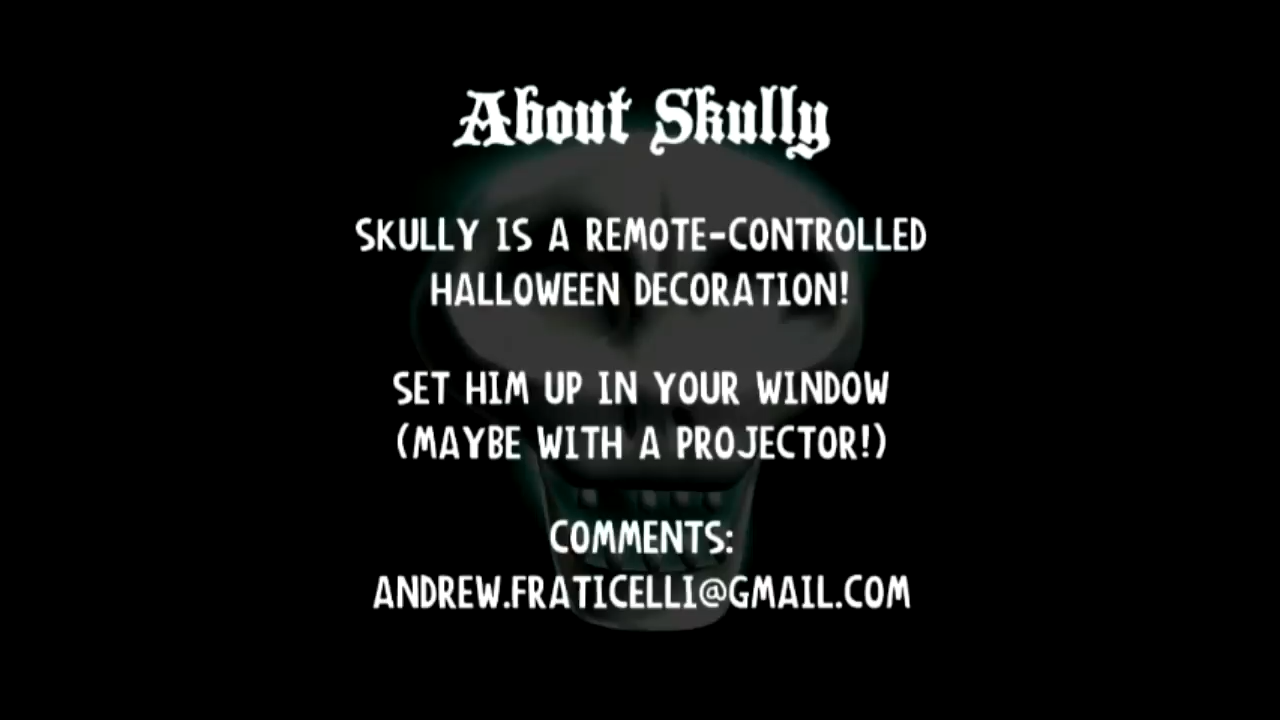 About Skully
SKULLY IS A REMOTE-CONTROLLED
HALLOWEEN DECORATION!
SET HIM UP IN YOUR WINDOW
(MAYBE WITH A PROJECTOR!)
COMMENTS:
ANDREW.FRATICELLI@GMAIL.COM